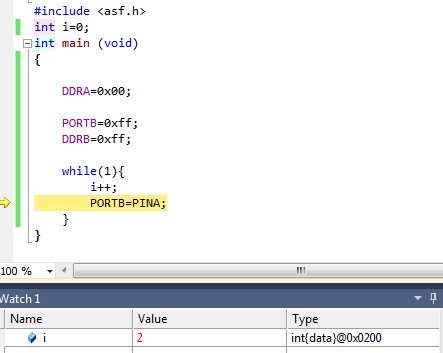 #include <asf.h>
int i=0;
int main (void)
{
DDRA=0x00;
PORTB=0xff;
DDRB=0xff;
while(1){
i++;
PORTB=PINA;
}
}
100 %
Watch 1
Name Value Type
i 2 int{data}@0x0200